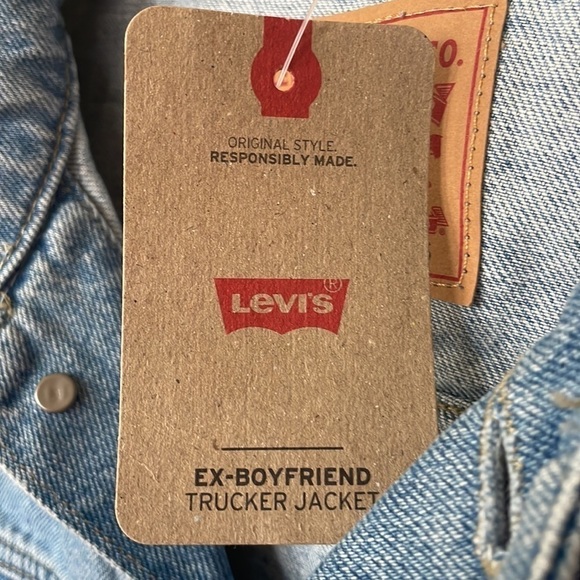 ORIGINAL STYLE.
RESPONSIBLY MADE.
LEVI'S®
EX-BOYFRIEND
TRUCKER JACKET
O.